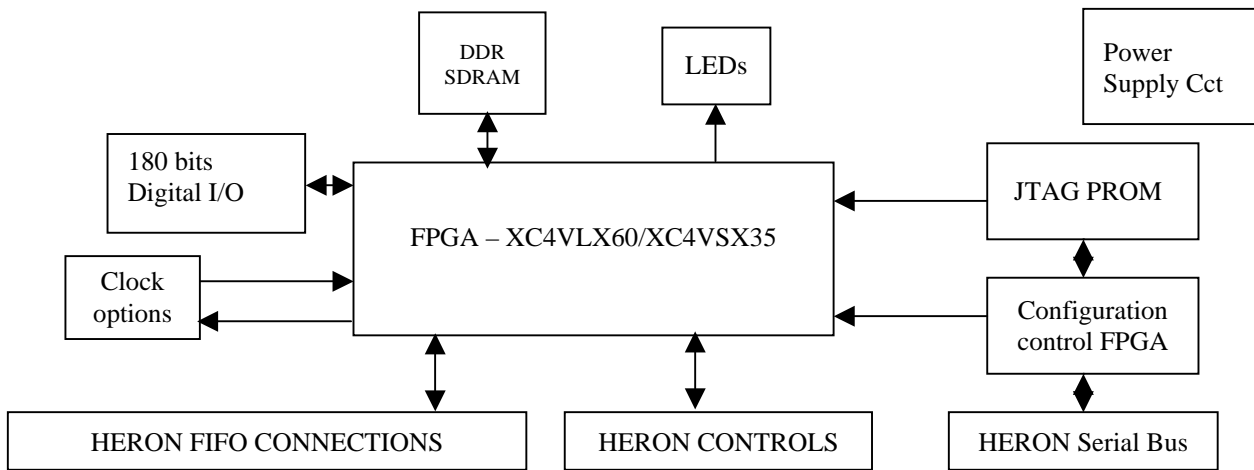 DDR
SDRAM
LEDs
Power
Supply Cct
180 bits
Digital I/O
JTAG PROM
FPGA – XC4VLX60/XC4VSX35
Clock
options
Configuration
control FPGA
HERON FIFO CONNECTIONS
HERON CONTROLS
HERON Serial Bus